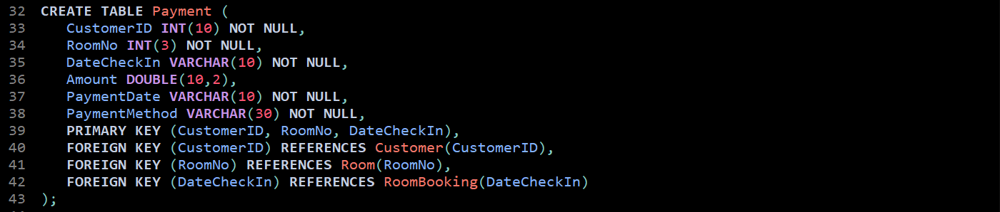 32 CREATE TABLE Payment (
33 CustomerID INT(10) NOT NULL,
34 RoomNo INT(3) NOT NULL,
35 DateCheckIn VARCHAR(10) NOT NULL,
36 Amount DOUBLE(10,2),
37 PaymentDate VARCHAR(10) NOT NULL,
38 PaymentMethod VARCHAR(30) NOT NULL,
39 PRIMARY KEY (CustomerID, RoomNo, DateCheckIn),
40 FOREIGN KEY (CustomerID) REFERENCES Customer(CustomerID),
41 FOREIGN KEY (RoomNo) REFERENCES Room(RoomNo),
42 FOREIGN KEY (DateCheckIn) REFERENCES RoomBooking(DateCheckIn)
43 );